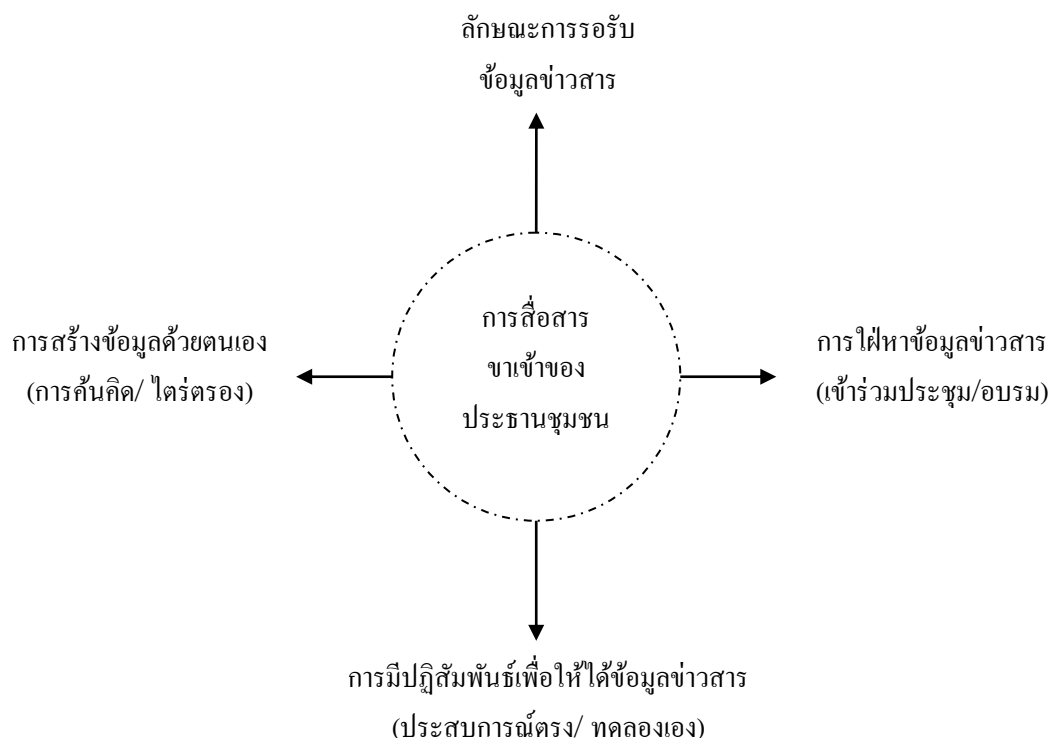 ลักษณะการรอรับ
ข้อมูลข่าวสาร
การสื่อสาร
ขาเข้าของ
ประธานชุมชน
การสร้างข้อมูลด้วยตนเอง
(การค้นคิด/ ไตร่ตรอง)
การใฝ่หาข้อมูลข่าวสาร
(เข้าร่วมประชุม/อบรม)
การมีปฏิสัมพันธ์เพื่อให้ได้ข้อมูลข่าวสาร
(ประสบการณ์ตรง/ ทดลองเอง)